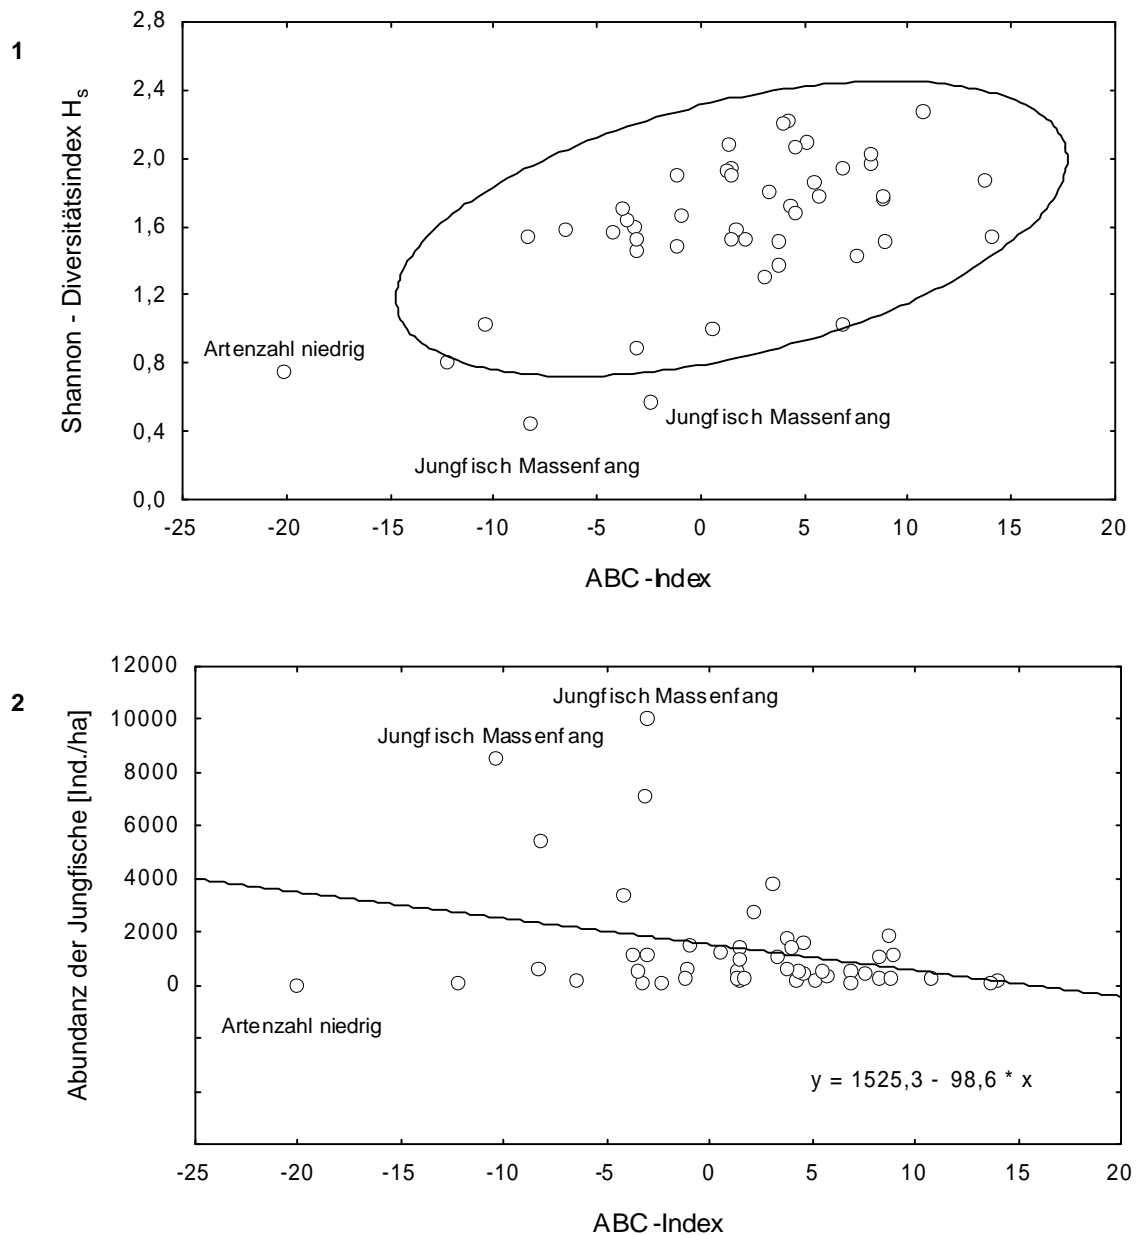 1
Shannon - Diversitätsindex Hs
2,8
2,4
2,0
1,6
1,2
0,8
0,4
0,0
Artenzahl niedrig
Jungfisch Massenfang
Jungfisch Massenfang
-25 -20 -15 -10 -5 0 5 10 15 20
ABC-Index
2
Abundanz der Jungfische [Ind./ha]
12000
10000
8000
6000
4000
2000
0
Jungfisch Massenfang
Jungfisch Massenfang
Artenzahl niedrig
y = 1525,3 - 98,6 * x
-25 -20 -15 -10 -5 0 5 10 15 20
ABC-Index